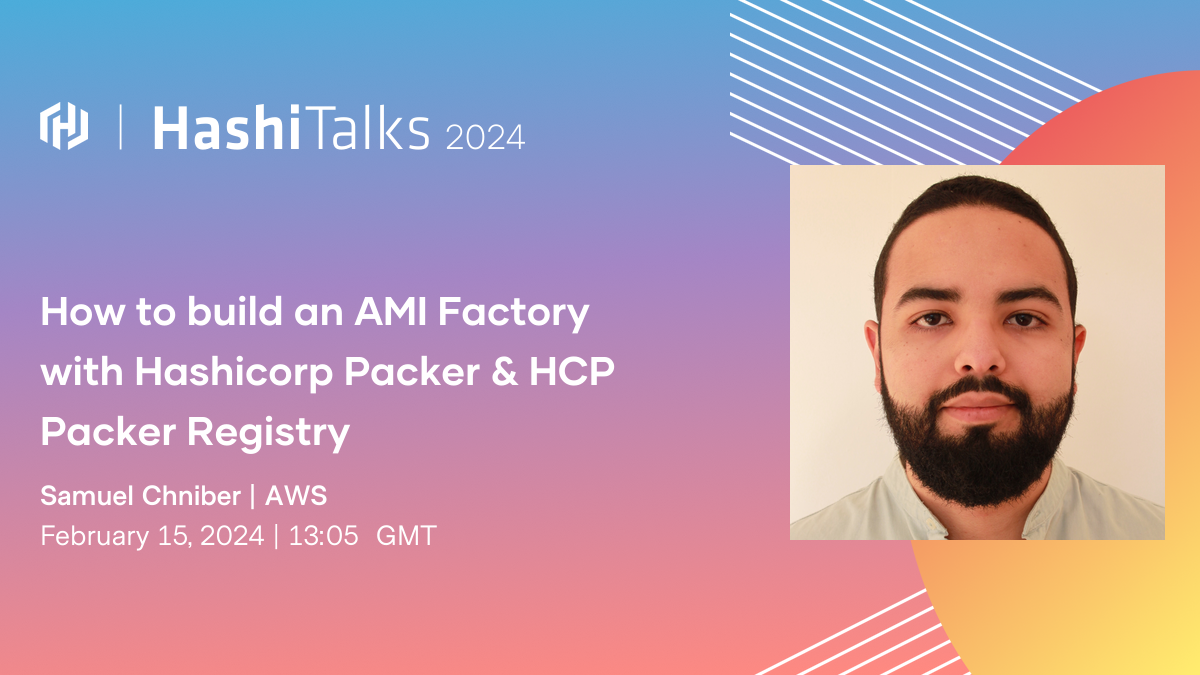 HashiTalks 2024
How to build an AMI Factory
with Hashicorp Packer & HCP
Packer Registry
Samuel Chniber | AWS
February 15, 2024 | 13:05 GMT